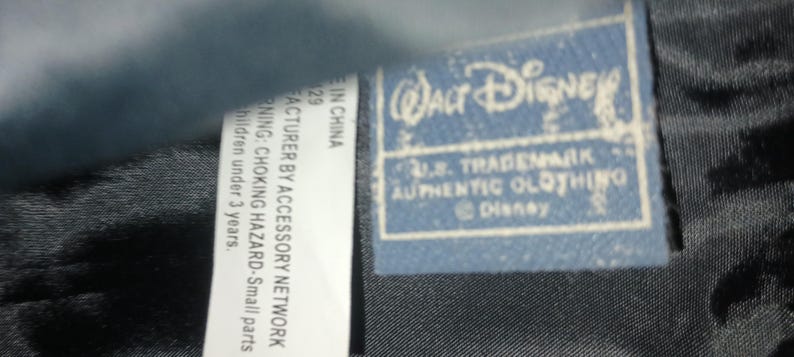 E IN CHINA
29
FACTURER BY ACCESSORY NETWORK
RNING: CHOKING HAZARD-Small parts
hildren under 3 years.
WALT DISNEY
U.S. TRADEMARK
AUTHENTIC CLOTHING
© Disney